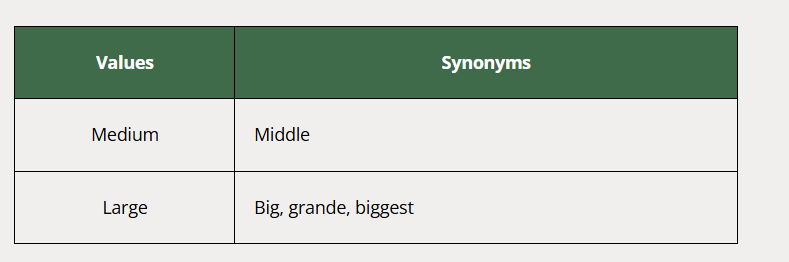 Values Synonyms
Medium Middle
Large Big, grande, biggest